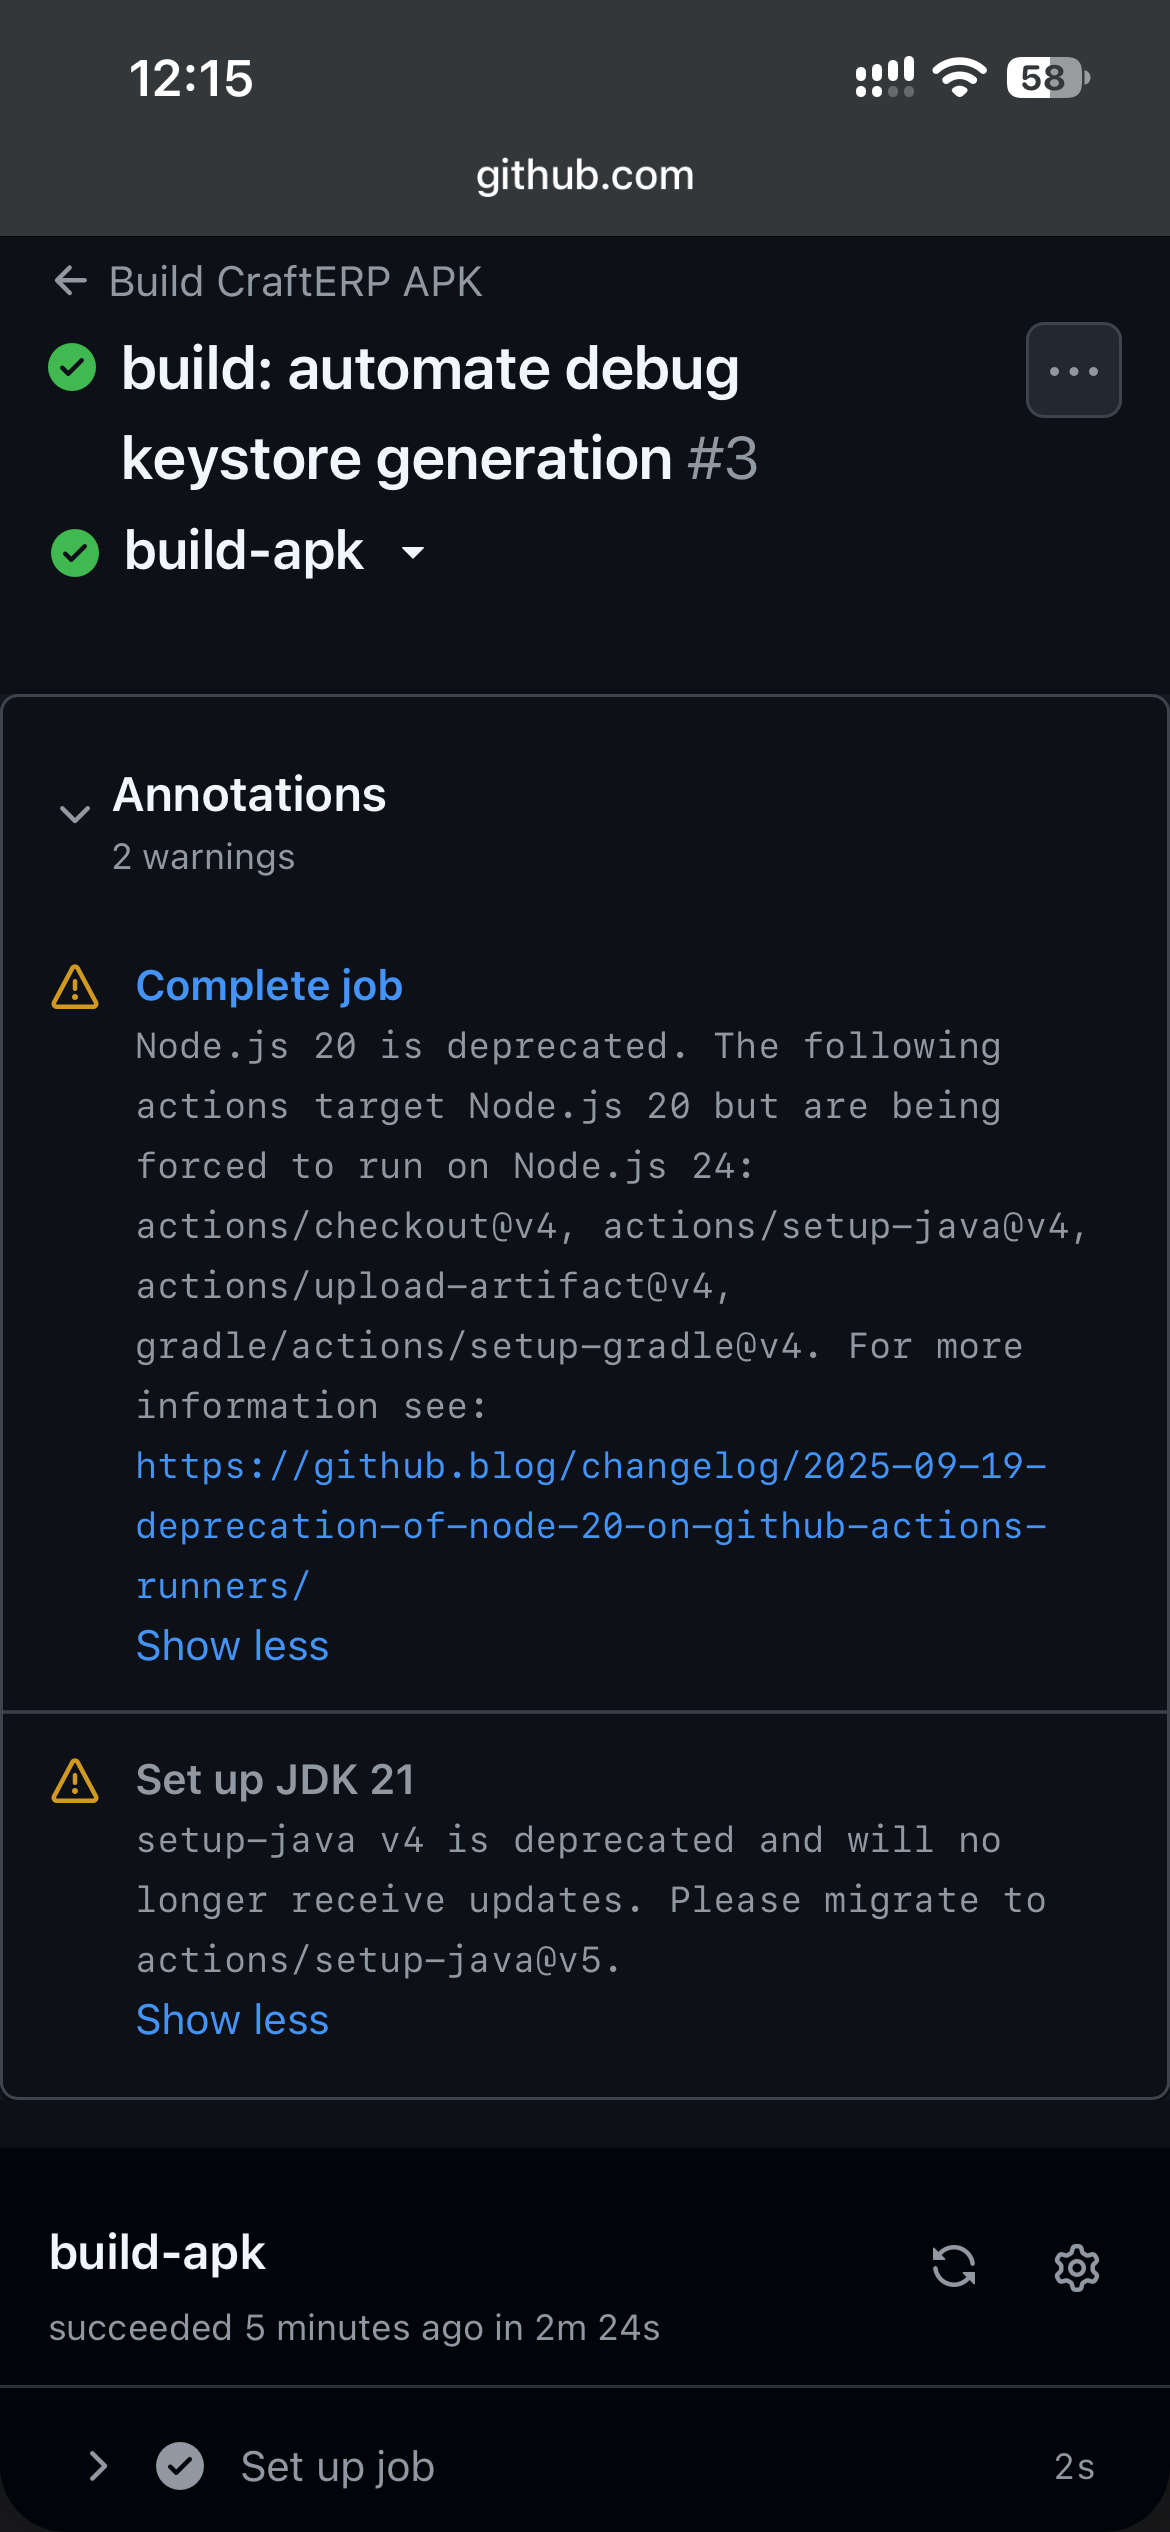 12:15
58
github.com
Build CraftERP APK
build: automate debug
keystore generation #3
build-apk
Annotations
2 warnings
Complete job
Node.js 20 is deprecated. The following
actions target Node.js 20 but are being
forced to run on Node.js 24:
actions/checkout@v4, actions/setup-java@v4,
actions/upload-artifact@v4,
gradle/actions/setup-gradle@v4. For more
information see:
https://github.blog/changelog/2025-09-19-
deprecation-of-node-20-on-github-actions-
runners/
Show less
Set up JDK 21
setup-java v4 is deprecated and will no
longer receive updates. Please migrate to
actions/setup-java@v5.
Show less
build-apk
succeeded 5 minutes ago in 2m 24s
Set up job
2s